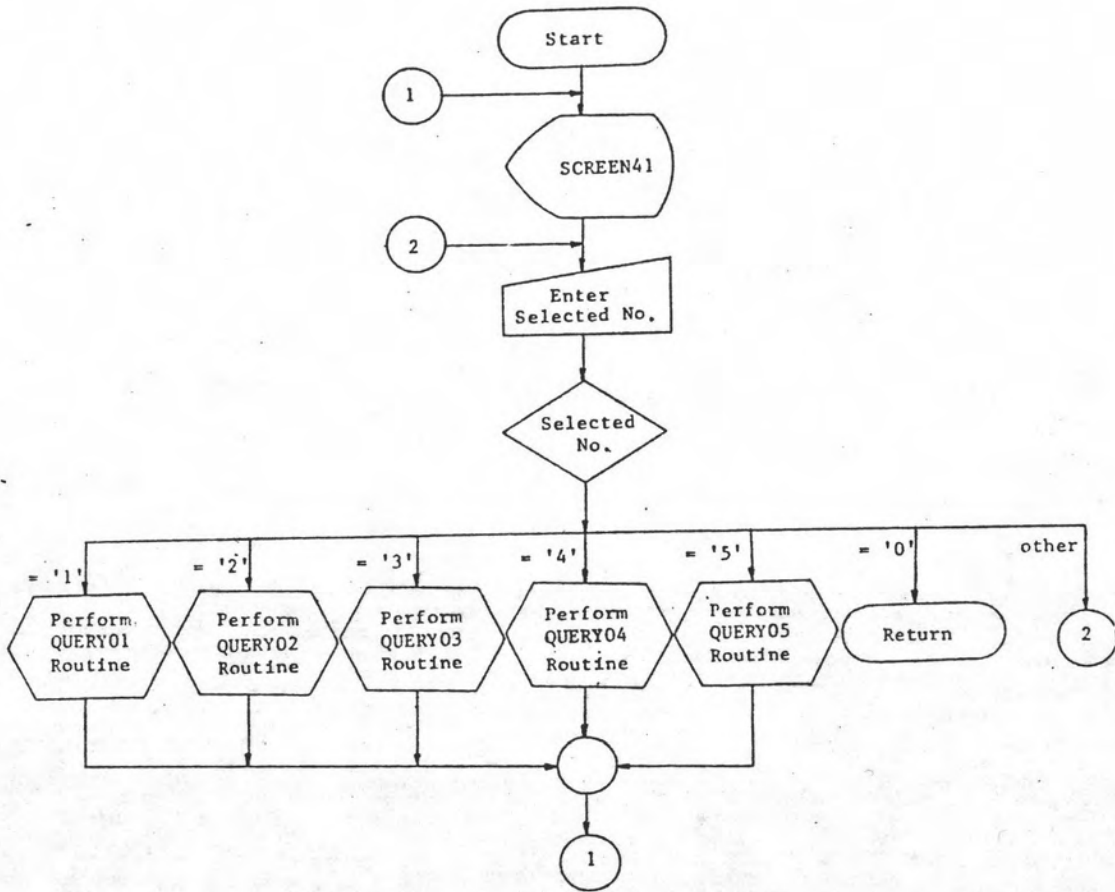 Start
1
SCREEN41
2
Enter
Selected No.
Selected
No.
= '1'
= '2'
= '3'
= '4'
= '5'
= '0'
other
Perform
QUERY01
Routine
Perform
QUERY02
Routine
Perform
QUERY03
Routine
Perform
QUERY04
Routine
Perform
QUERY05
Routine
Return
2
1